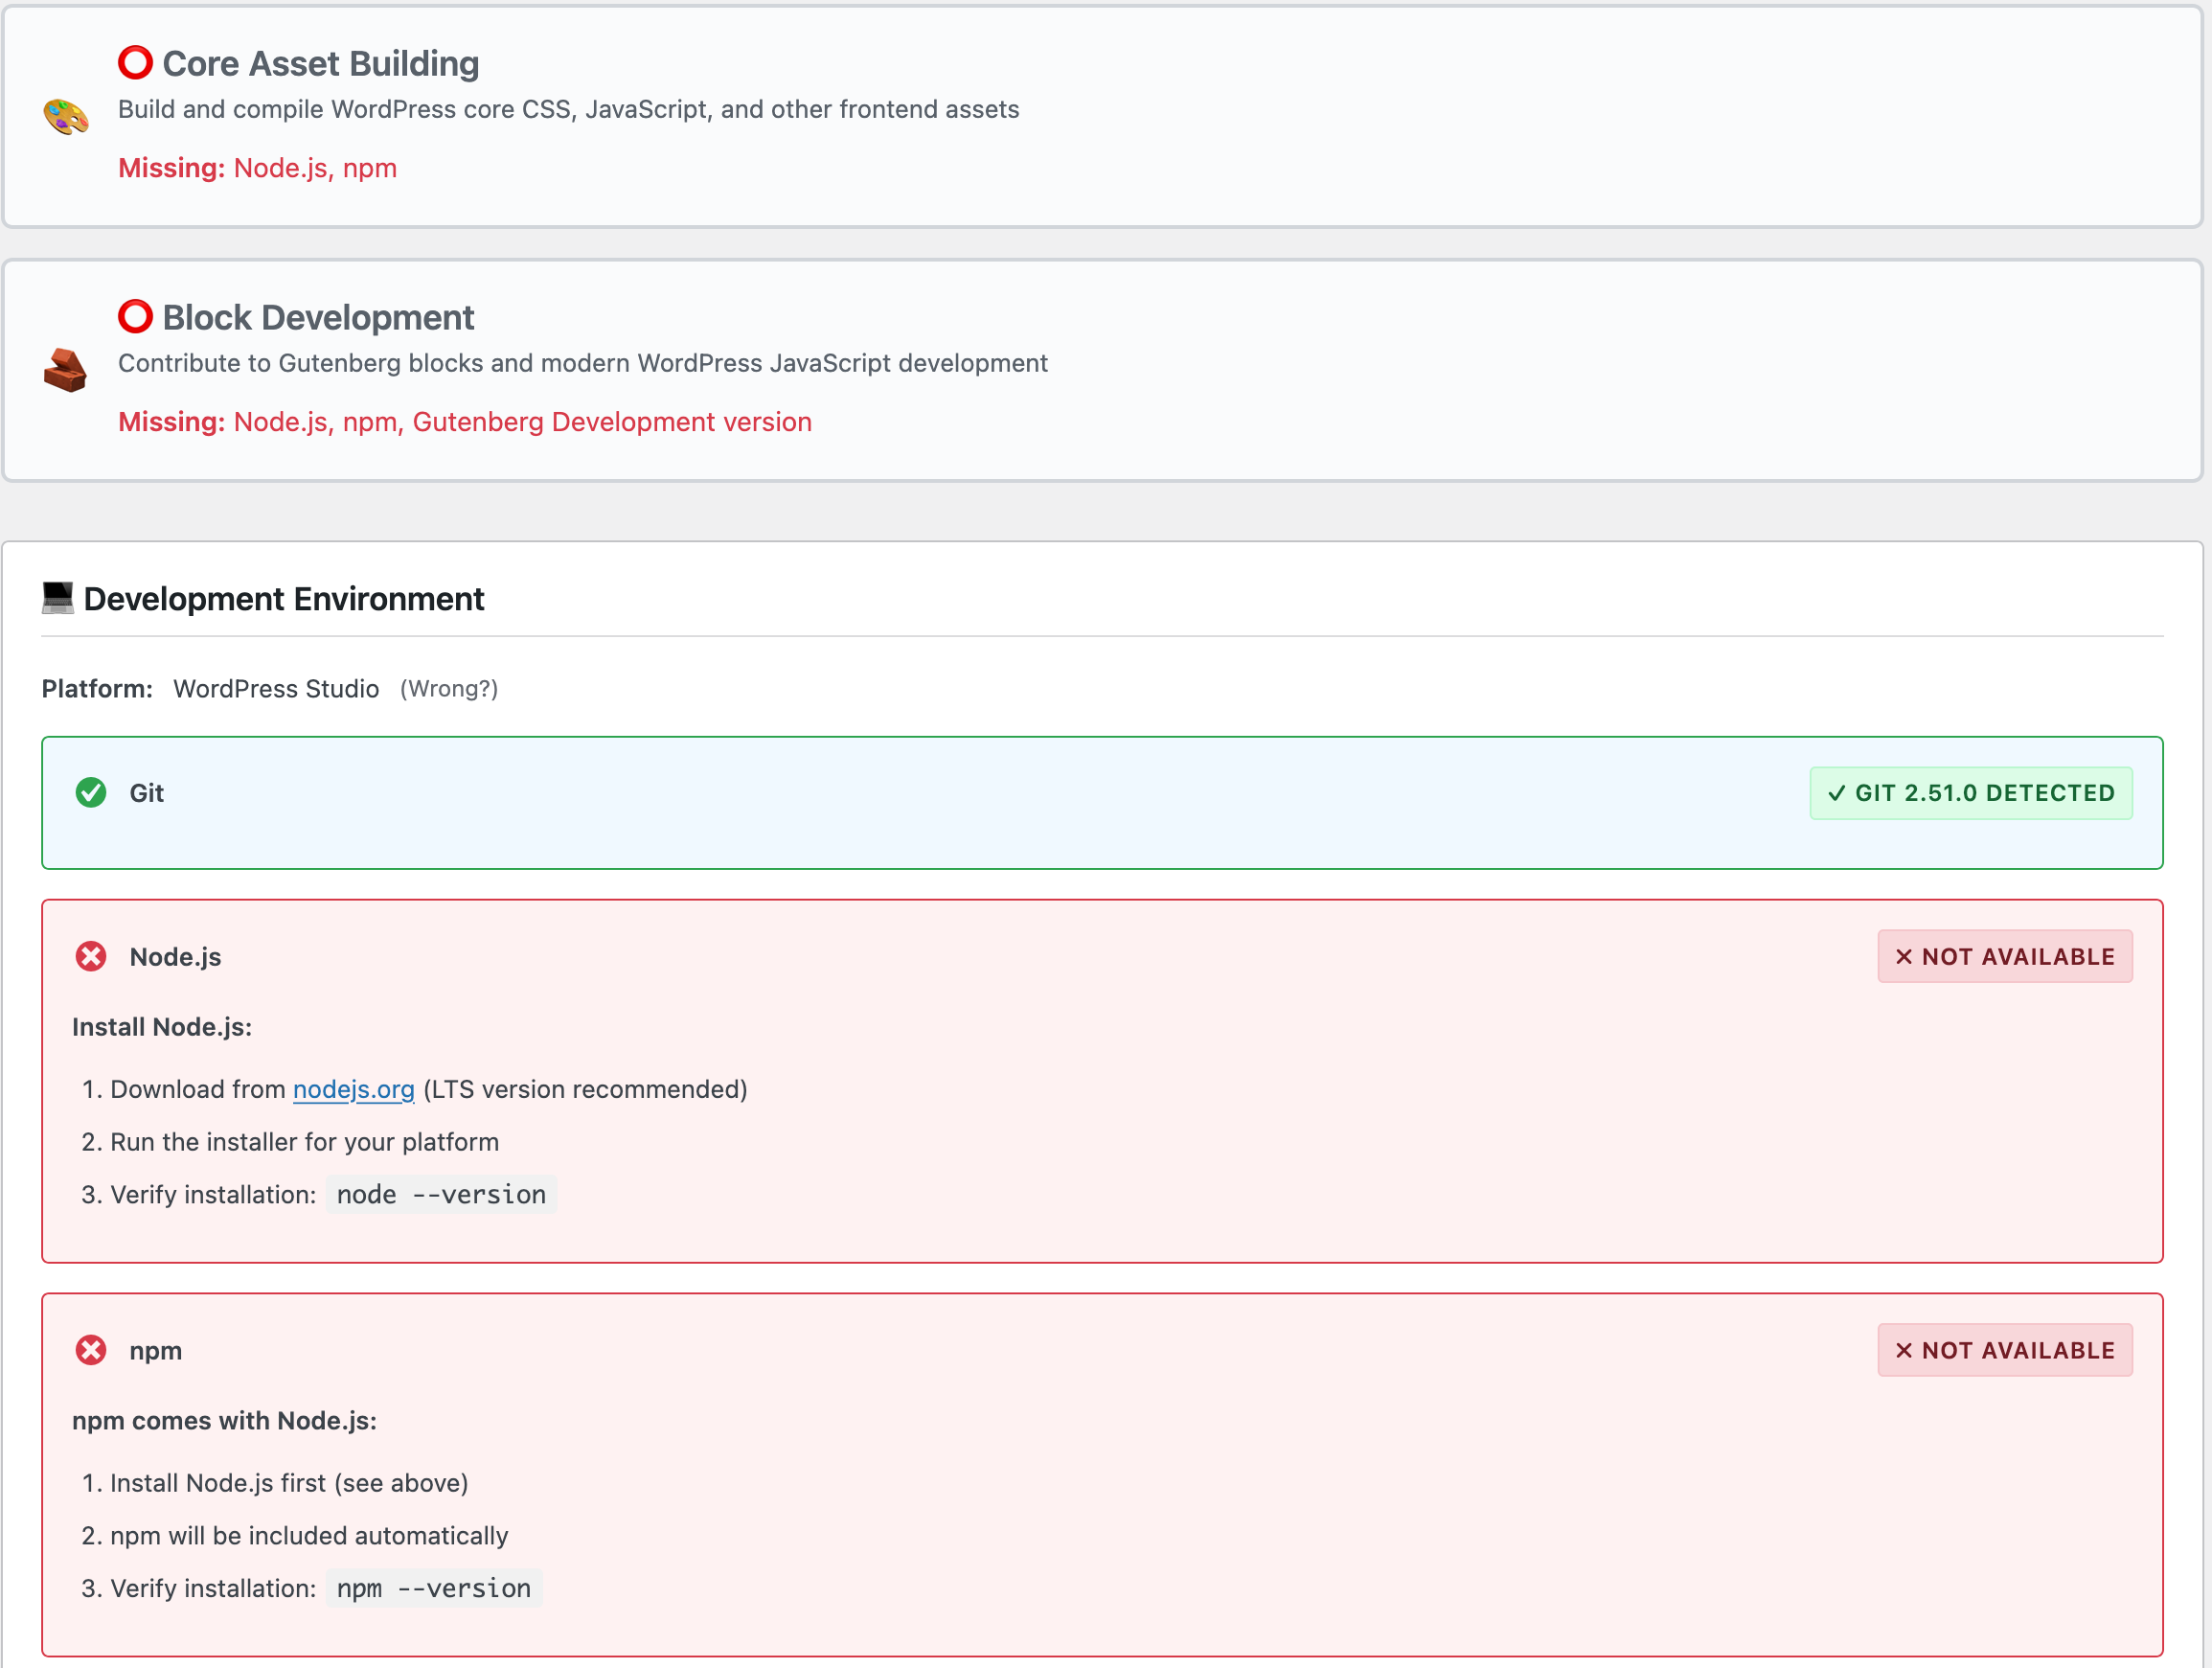 Core Asset Building
Build and compile WordPress core CSS, JavaScript, and other frontend assets
Missing: Node.js, npm
Block Development
Contribute to Gutenberg blocks and modern WordPress JavaScript development
Missing: Node.js, npm, Gutenberg Development version
Development Environment
Platform: WordPress Studio (Wrong?)
Git
✓ GIT 2.51.0 DETECTED
Node.js
✕ NOT AVAILABLE
Install Node.js:
1. Download from nodejs.org (LTS version recommended)
2. Run the installer for your platform
3. Verify installation: node --version
npm
✕ NOT AVAILABLE
npm comes with Node.js:
1. Install Node.js first (see above)
2. npm will be included automatically
3. Verify installation: npm --version